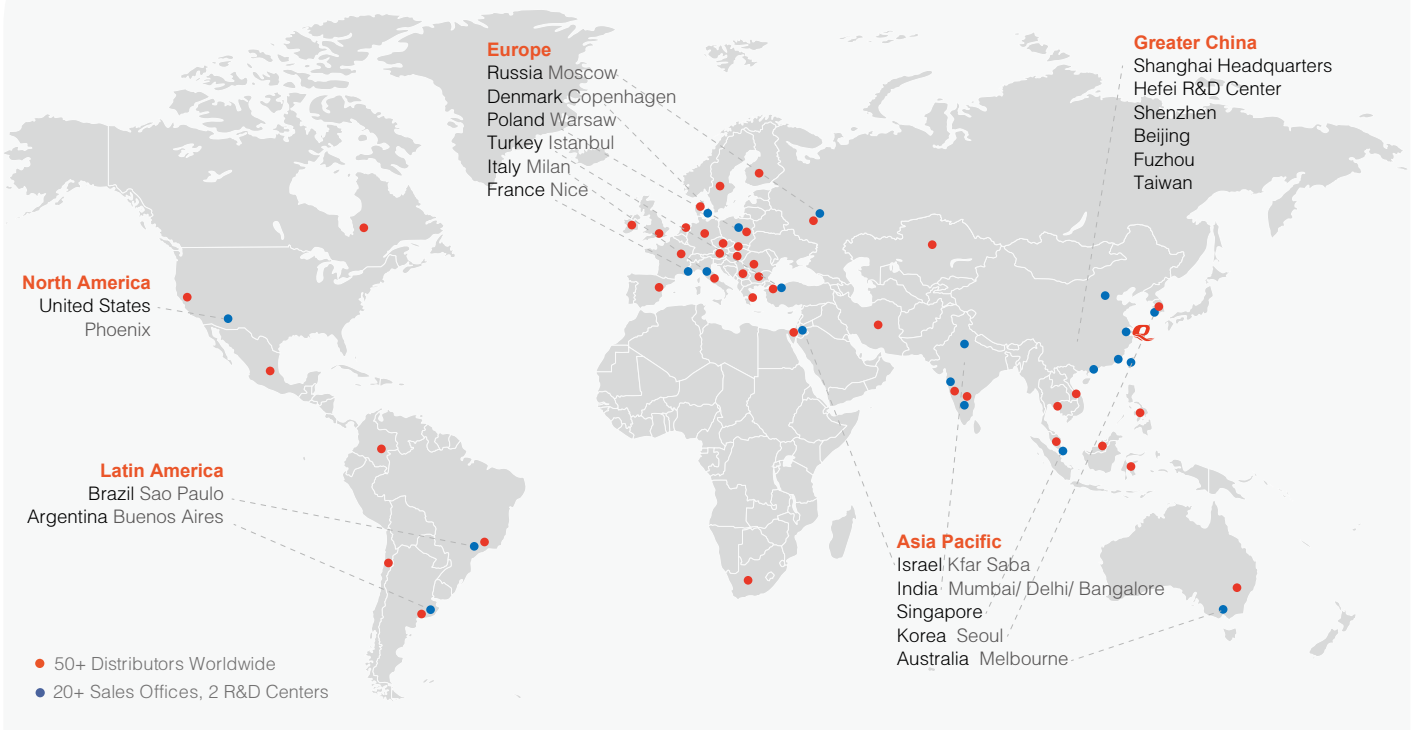 Europe
Russia Moscow
Denmark Copenhagen
Poland Warsaw
Turkey Istanbul
Italy Milan
France Nice
Greater China
Shanghai Headquarters
Hefei R&D Center
Shenzhen
Beijing
Fuzhou
Taiwan
North America
United States
Phoenix
Latin America
Brazil Sao Paulo
Argentina Buenos Aires
Asia Pacific
Israel Kfar Saba
India Mumbai/ Delhi/ Bangalore
Singapore
Korea Seoul
Australia Melbourne
50+ Distributors Worldwide
20+ Sales Offices, 2 R&D Centers